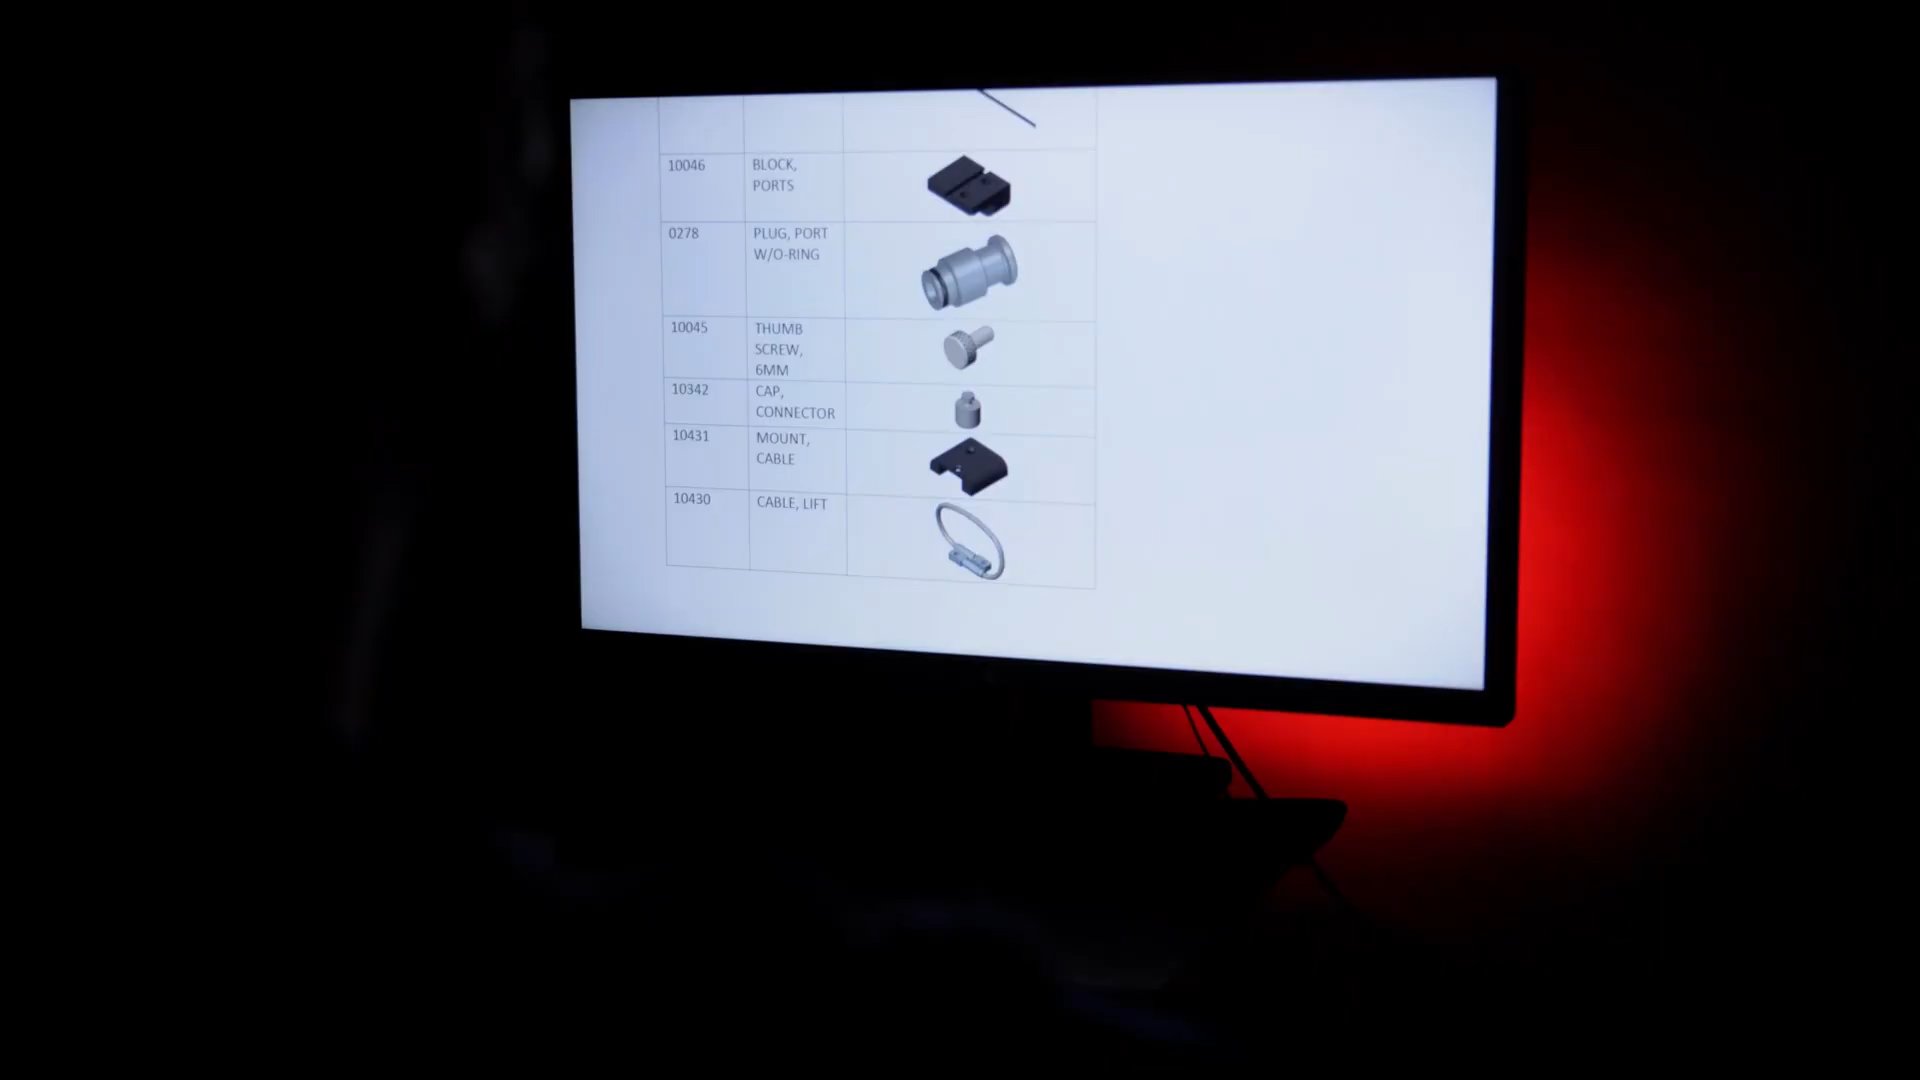 10046
BLOCK,
PORTS
0278
PLUG, PORT
W/O-RING
10045
THUMB
SCREW,
6MM
10342
CAP,
CONNECTOR
10431
MOUNT,
CABLE
10430
CABLE, LIFT